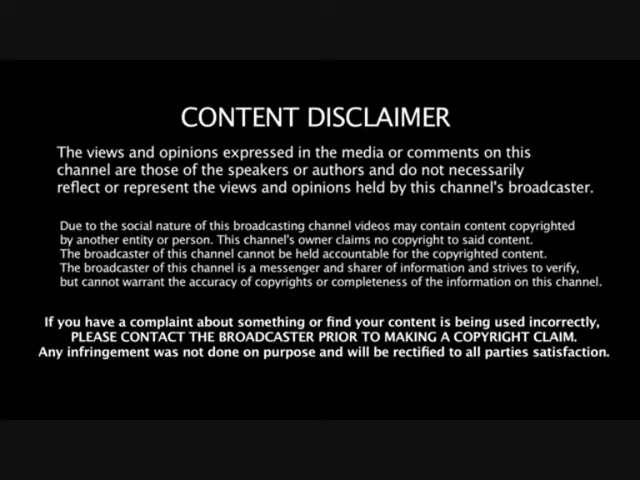 CONTENT DISCLAIMER
The views and opinions expressed in the media or comments on this
channel are those of the speakers or authors and do not necessarily
reflect or represent the views and opinions held by this channel's broadcaster.
Due to the social nature of this broadcasting channel videos may contain content copyrighted
by another entity or person. This channel's owner claims no copyright to said content.
The broadcaster of this channel cannot be held accountable for the copyrighted content.
The broadcaster of this channel is a messenger and sharer of information and strives to verify,
but cannot warrant the accuracy of copyrights or completeness of the information on this channel.
If you have a complaint about something or find your content is being used incorrectly,
PLEASE CONTACT THE BROADCASTER PRIOR TO MAKING A COPYRIGHT CLAIM.
Any infringement was not done on purpose and will be rectified to all parties satisfaction.